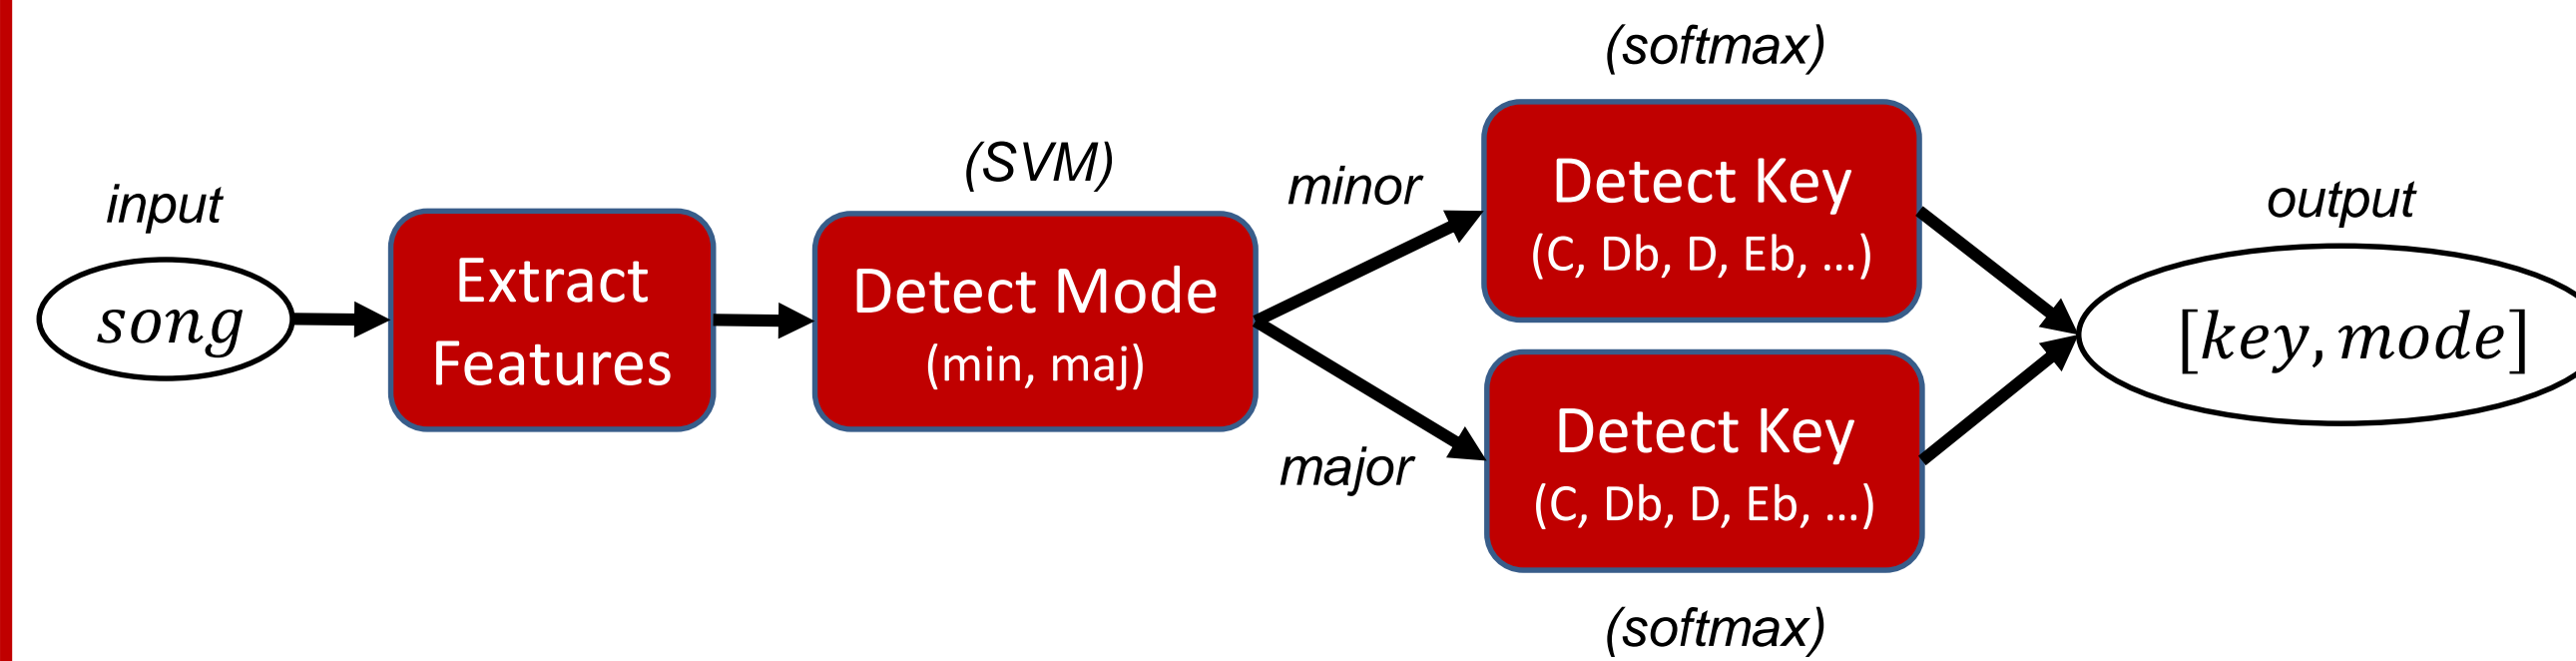 input
song
Extract
Features
(SVM)
Detect Mode
(min, maj)
minor
major
(softmax)
Detect Key
(C, Db, D, Eb, ...)
Detect Key
(C, Db, D, Eb, ...)
(softmax)
output
[key, mode]